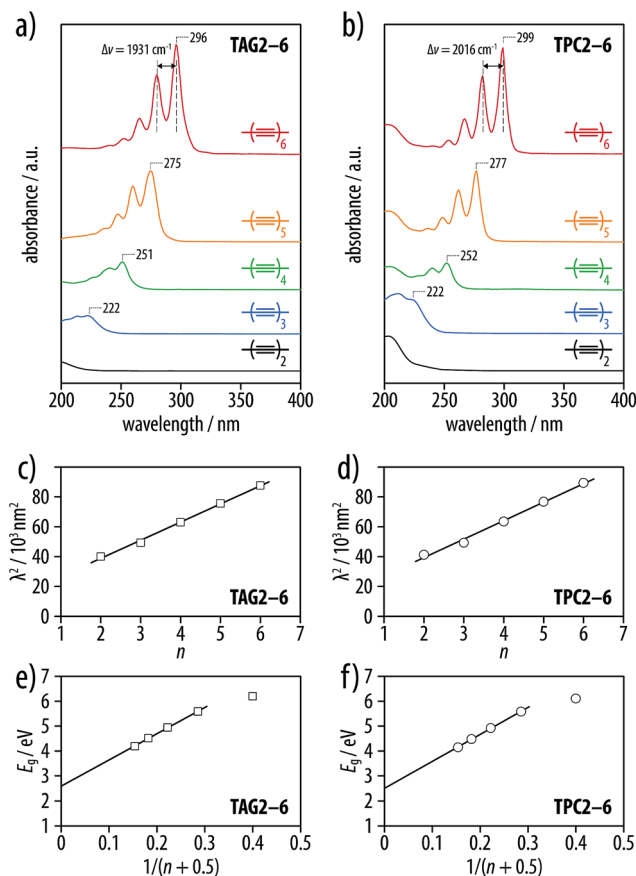 a)
TAG2–6
Δν = 1931 cm⁻¹
296
6
275
5
251
4
222
3
2
absorbance / a.u.
200 250 300 350 400
wavelength / nm
b)
TPC2–6
Δν = 2016 cm⁻¹
299
6
277
5
252
4
222
3
2
absorbance / a.u.
200 250 300 350 400
wavelength / nm
c)
λ² / 10³ nm²
80
60
40
20
0
TAG2–6
1 2 3 4 5 6 7
n
d)
λ² / 10³ nm²
80
60
40
20
0
TPC2–6
1 2 3 4 5 6 7
n
e)
E_g / eV
7
6
5
4
3
2
1
TAG2–6
0 0.1 0.2 0.3 0.4 0.5
1/(n + 0.5)
f)
E_g / eV
7
6
5
4
3
2
1
TPC2–6
0 0.1 0.2 0.3 0.4 0.5
1/(n + 0.5)